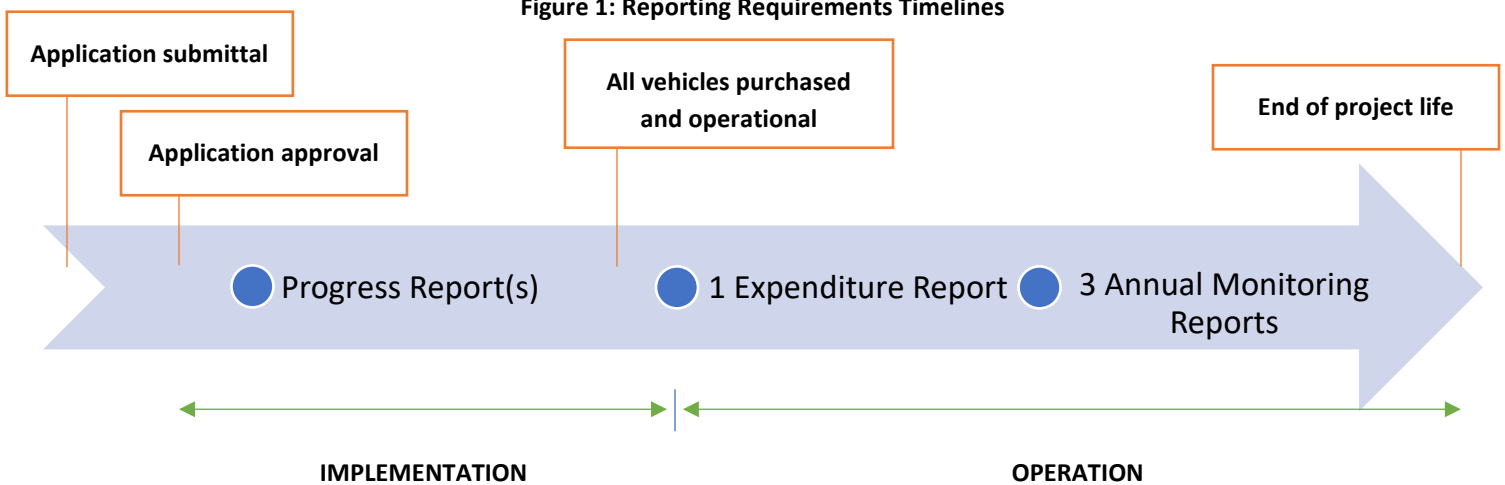 Figure 1: Reporting Requirements Timelines
Application submittal
Application approval
All vehicles purchased
and operational
End of project life
Progress Report(s)
1 Expenditure Report
3 Annual Monitoring
Reports
IMPLEMENTATION
OPERATION